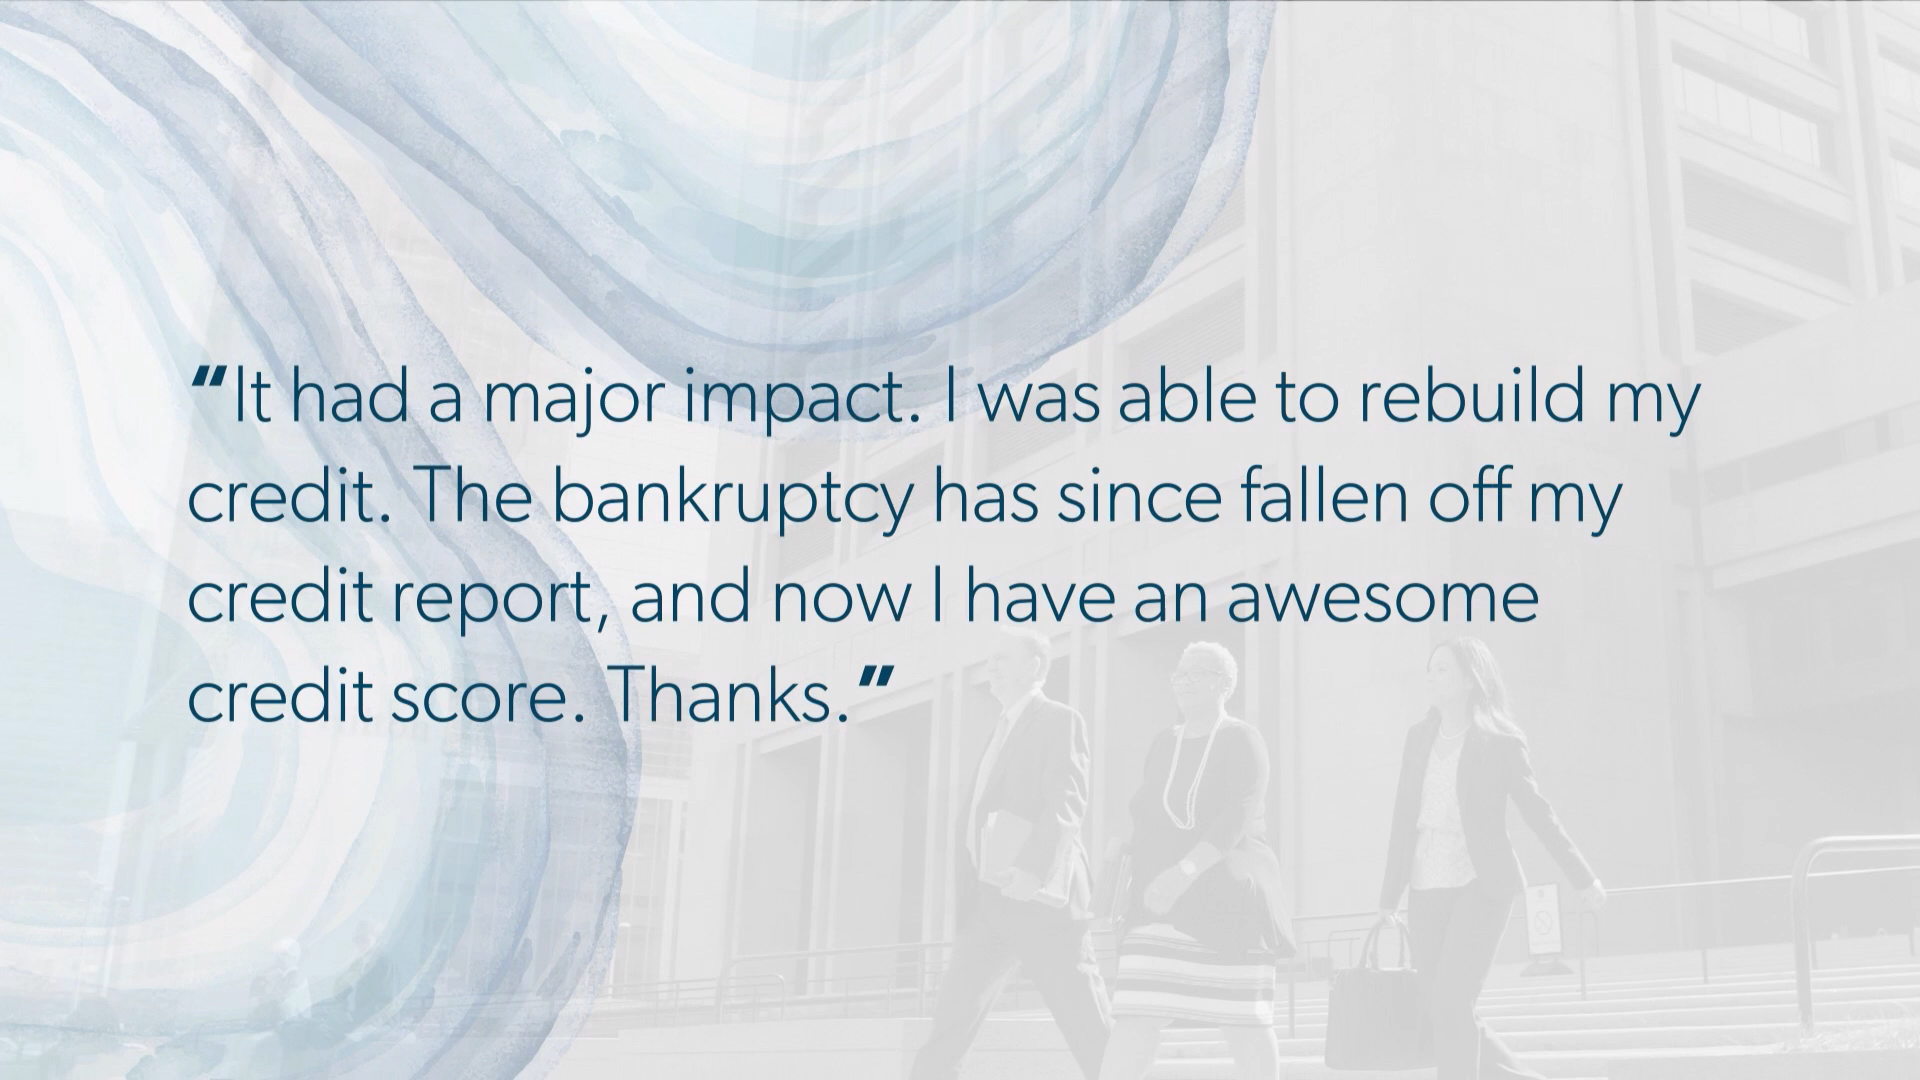 "It had a major impact. I was able to rebuild my
credit. The bankruptcy has since fallen off my
credit report, and now I have an awesome
credit score. Thanks."